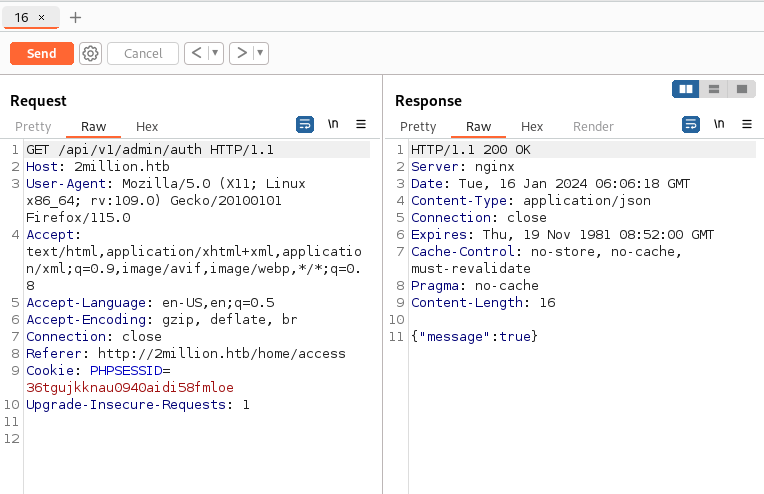 16 × +
Send Cancel < >
Request
Pretty Raw Hex \n
1 GET /api/v1/admin/auth HTTP/1.1
2 Host: 2million.htb
3 User-Agent: Mozilla/5.0 (X11; Linux
x86_64; rv:109.0) Gecko/20100101
Firefox/115.0
4 Accept:
text/html,application/xhtml+xml,applicatio
n/xml;q=0.9,image/avif,image/webp,*/*;q=0.
8
5 Accept-Language: en-US,en;q=0.5
6 Accept-Encoding: gzip, deflate, br
7 Connection: close
8 Referer: http://2million.htb/home/access
9 Cookie: PHPSESSID=
36tgujkknau0940aidi58fmloe
10 Upgrade-Insecure-Requests: 1
11
12
Response
Pretty Raw Hex Render \n
1 HTTP/1.1 200 OK
2 Server: nginx
3 Date: Tue, 16 Jan 2024 06:06:18 GMT
4 Content-Type: application/json
5 Connection: close
6 Expires: Thu, 19 Nov 1981 08:52:00 GMT
7 Cache-Control: no-store, no-cache,
must-revalidate
8 Pragma: no-cache
9 Content-Length: 16
10
11 {"message":true}